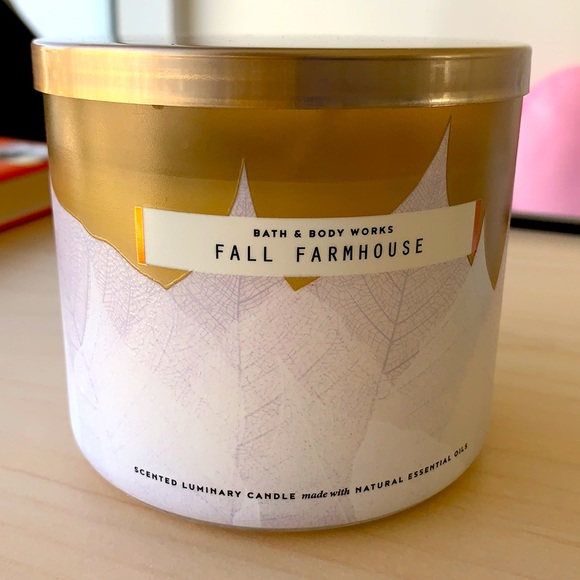 BATH & BODY WORKS
FALL FARMHOUSE
SCENTED LUMINARY CANDLE made with NATURAL ESSENTIAL OILS